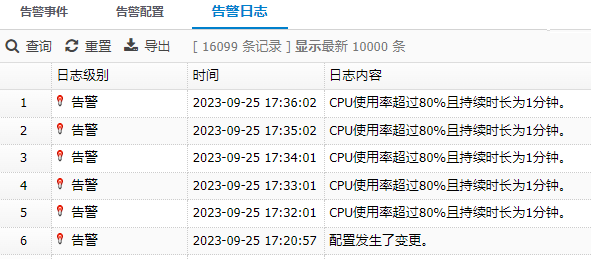 告警事件 告警配置 告警日志
查询 重置 导出 [ 16099 条记录 ] 显示最新 10000 条
日志级别 时间 日志内容
1 告警 2023-09-25 17:36:02 CPU使用率超过80%且持续时长为1分钟。
2 告警 2023-09-25 17:35:02 CPU使用率超过80%且持续时长为1分钟。
3 告警 2023-09-25 17:34:01 CPU使用率超过80%且持续时长为1分钟。
4 告警 2023-09-25 17:33:01 CPU使用率超过80%且持续时长为1分钟。
5 告警 2023-09-25 17:32:01 CPU使用率超过80%且持续时长为1分钟。
6 告警 2023-09-25 17:20:57 配置发生了变更。